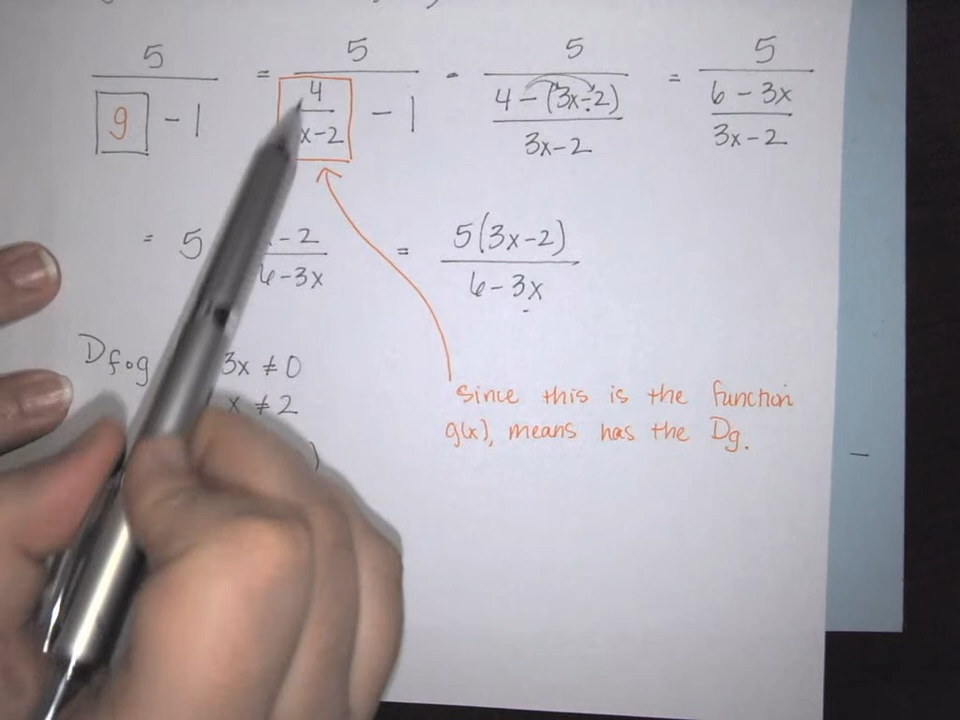 5/(g - 1) = 5/(4/(x-2) - 1) - 5/((4-(3x-2))/(3x-2)) = 5/((6-3x)/(3x-2))
= 5 -2/(6-3x) = 5(3x-2)/(6-3x)
Dfog 3x ≠ 0
x ≠ 2
)
since this is the function
g(x), means has the Dg.